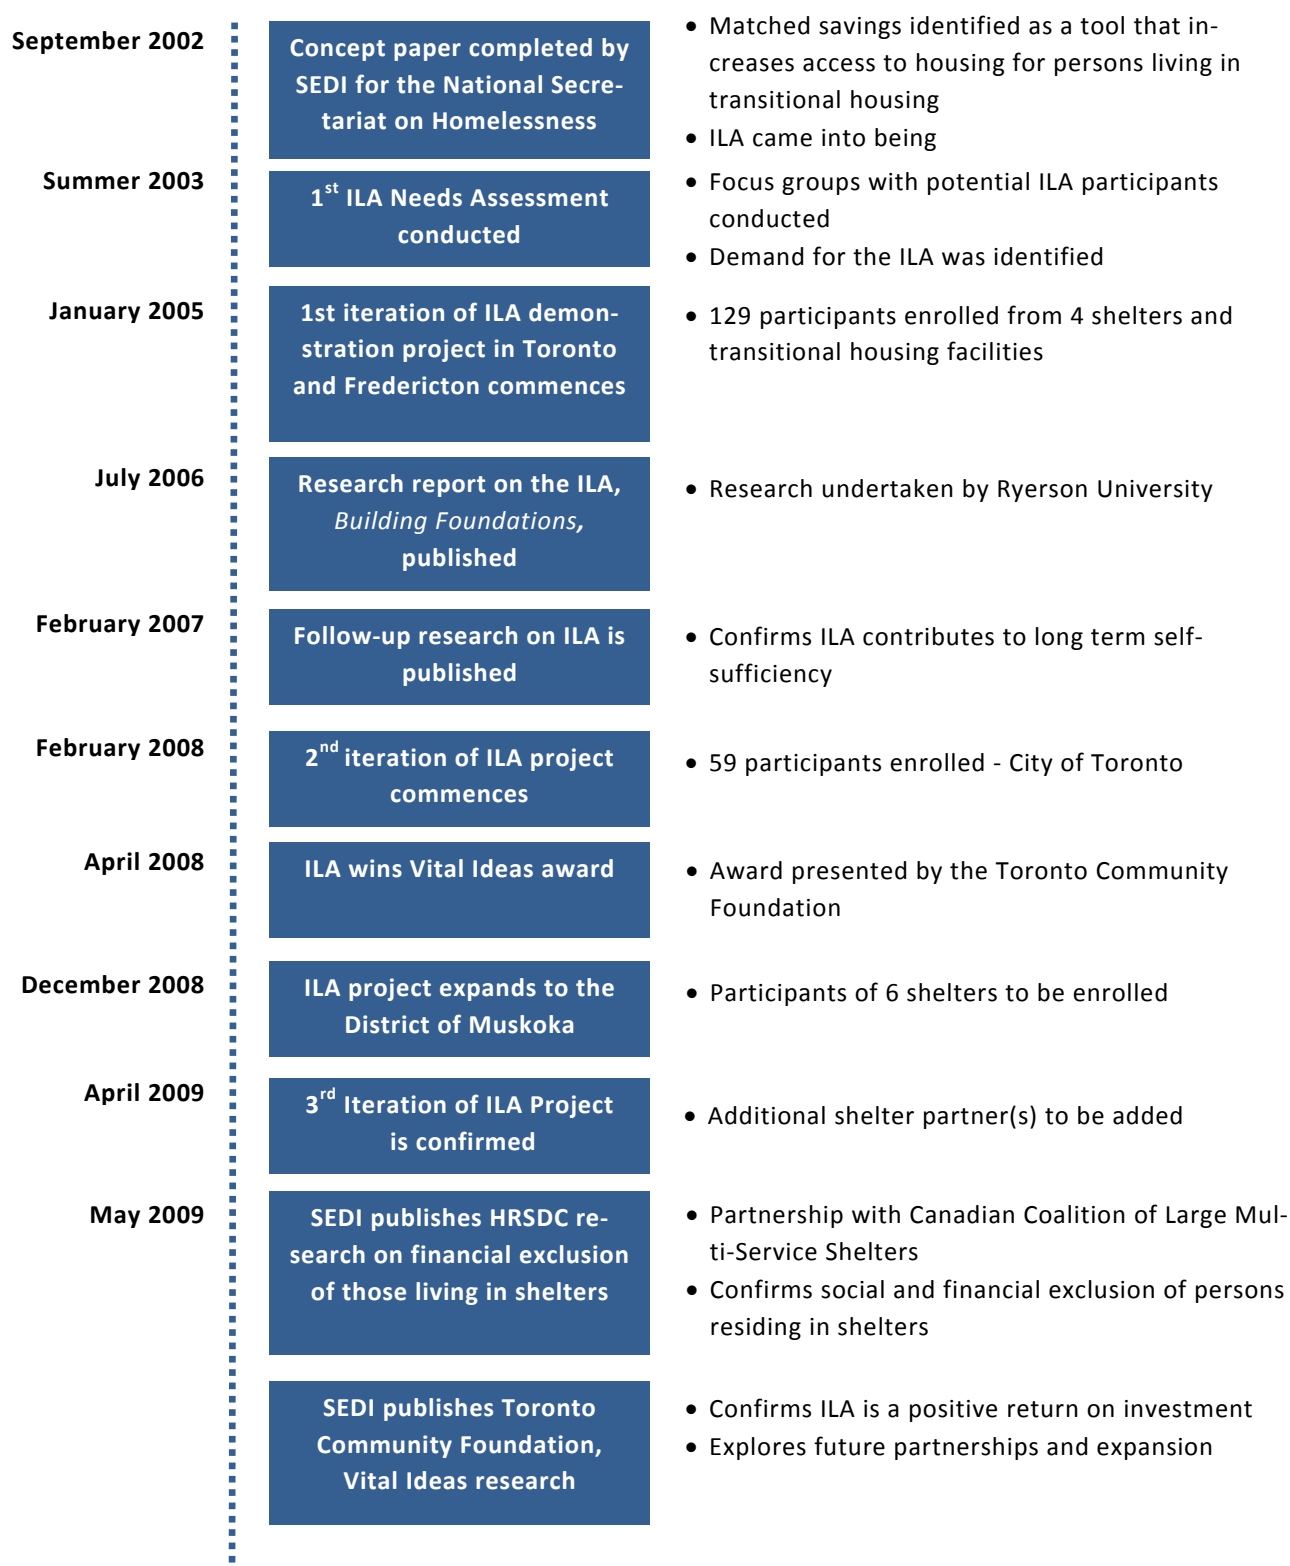 September 2002
Concept paper completed by
SEDI for the National Secre-
tariat on Homelessness
• Matched savings identified as a tool that in-
creases access to housing for persons living in
transitional housing
• ILA came into being
Summer 2003
1st ILA Needs Assessment
conducted
• Focus groups with potential ILA participants
conducted
• Demand for the ILA was identified
January 2005
1st iteration of ILA demon-
stration project in Toronto
and Fredericton commences
• 129 participants enrolled from 4 shelters and
transitional housing facilities
July 2006
Research report on the ILA,
Building Foundations,
published
• Research undertaken by Ryerson University
February 2007
Follow-up research on ILA is
published
• Confirms ILA contributes to long term self-
sufficiency
February 2008
2nd iteration of ILA project
commences
• 59 participants enrolled - City of Toronto
April 2008
ILA wins Vital Ideas award
• Award presented by the Toronto Community
Foundation
December 2008
ILA project expands to the
District of Muskoka
• Participants of 6 shelters to be enrolled
April 2009
3rd Iteration of ILA Project
is confirmed
• Additional shelter partner(s) to be added
May 2009
SEDI publishes HRSDC re-
search on financial exclusion
of those living in shelters
• Partnership with Canadian Coalition of Large Mul-
ti-Service Shelters
• Confirms social and financial exclusion of persons
residing in shelters
SEDI publishes Toronto
Community Foundation,
Vital Ideas research
• Confirms ILA is a positive return on investment
• Explores future partnerships and expansion